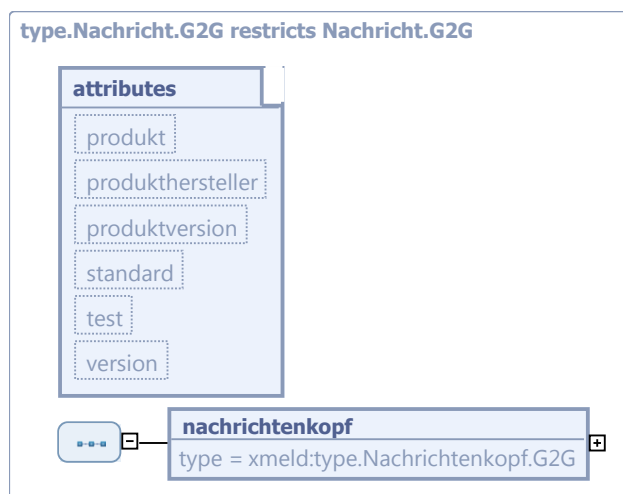 type.Nachricht.G2G restricts Nachricht.G2G
attributes
produkt
produkthersteller
produktversion
standard
test
version
nachrichtenkopf
type = xmeld:type.Nachrichtenkopf.G2G